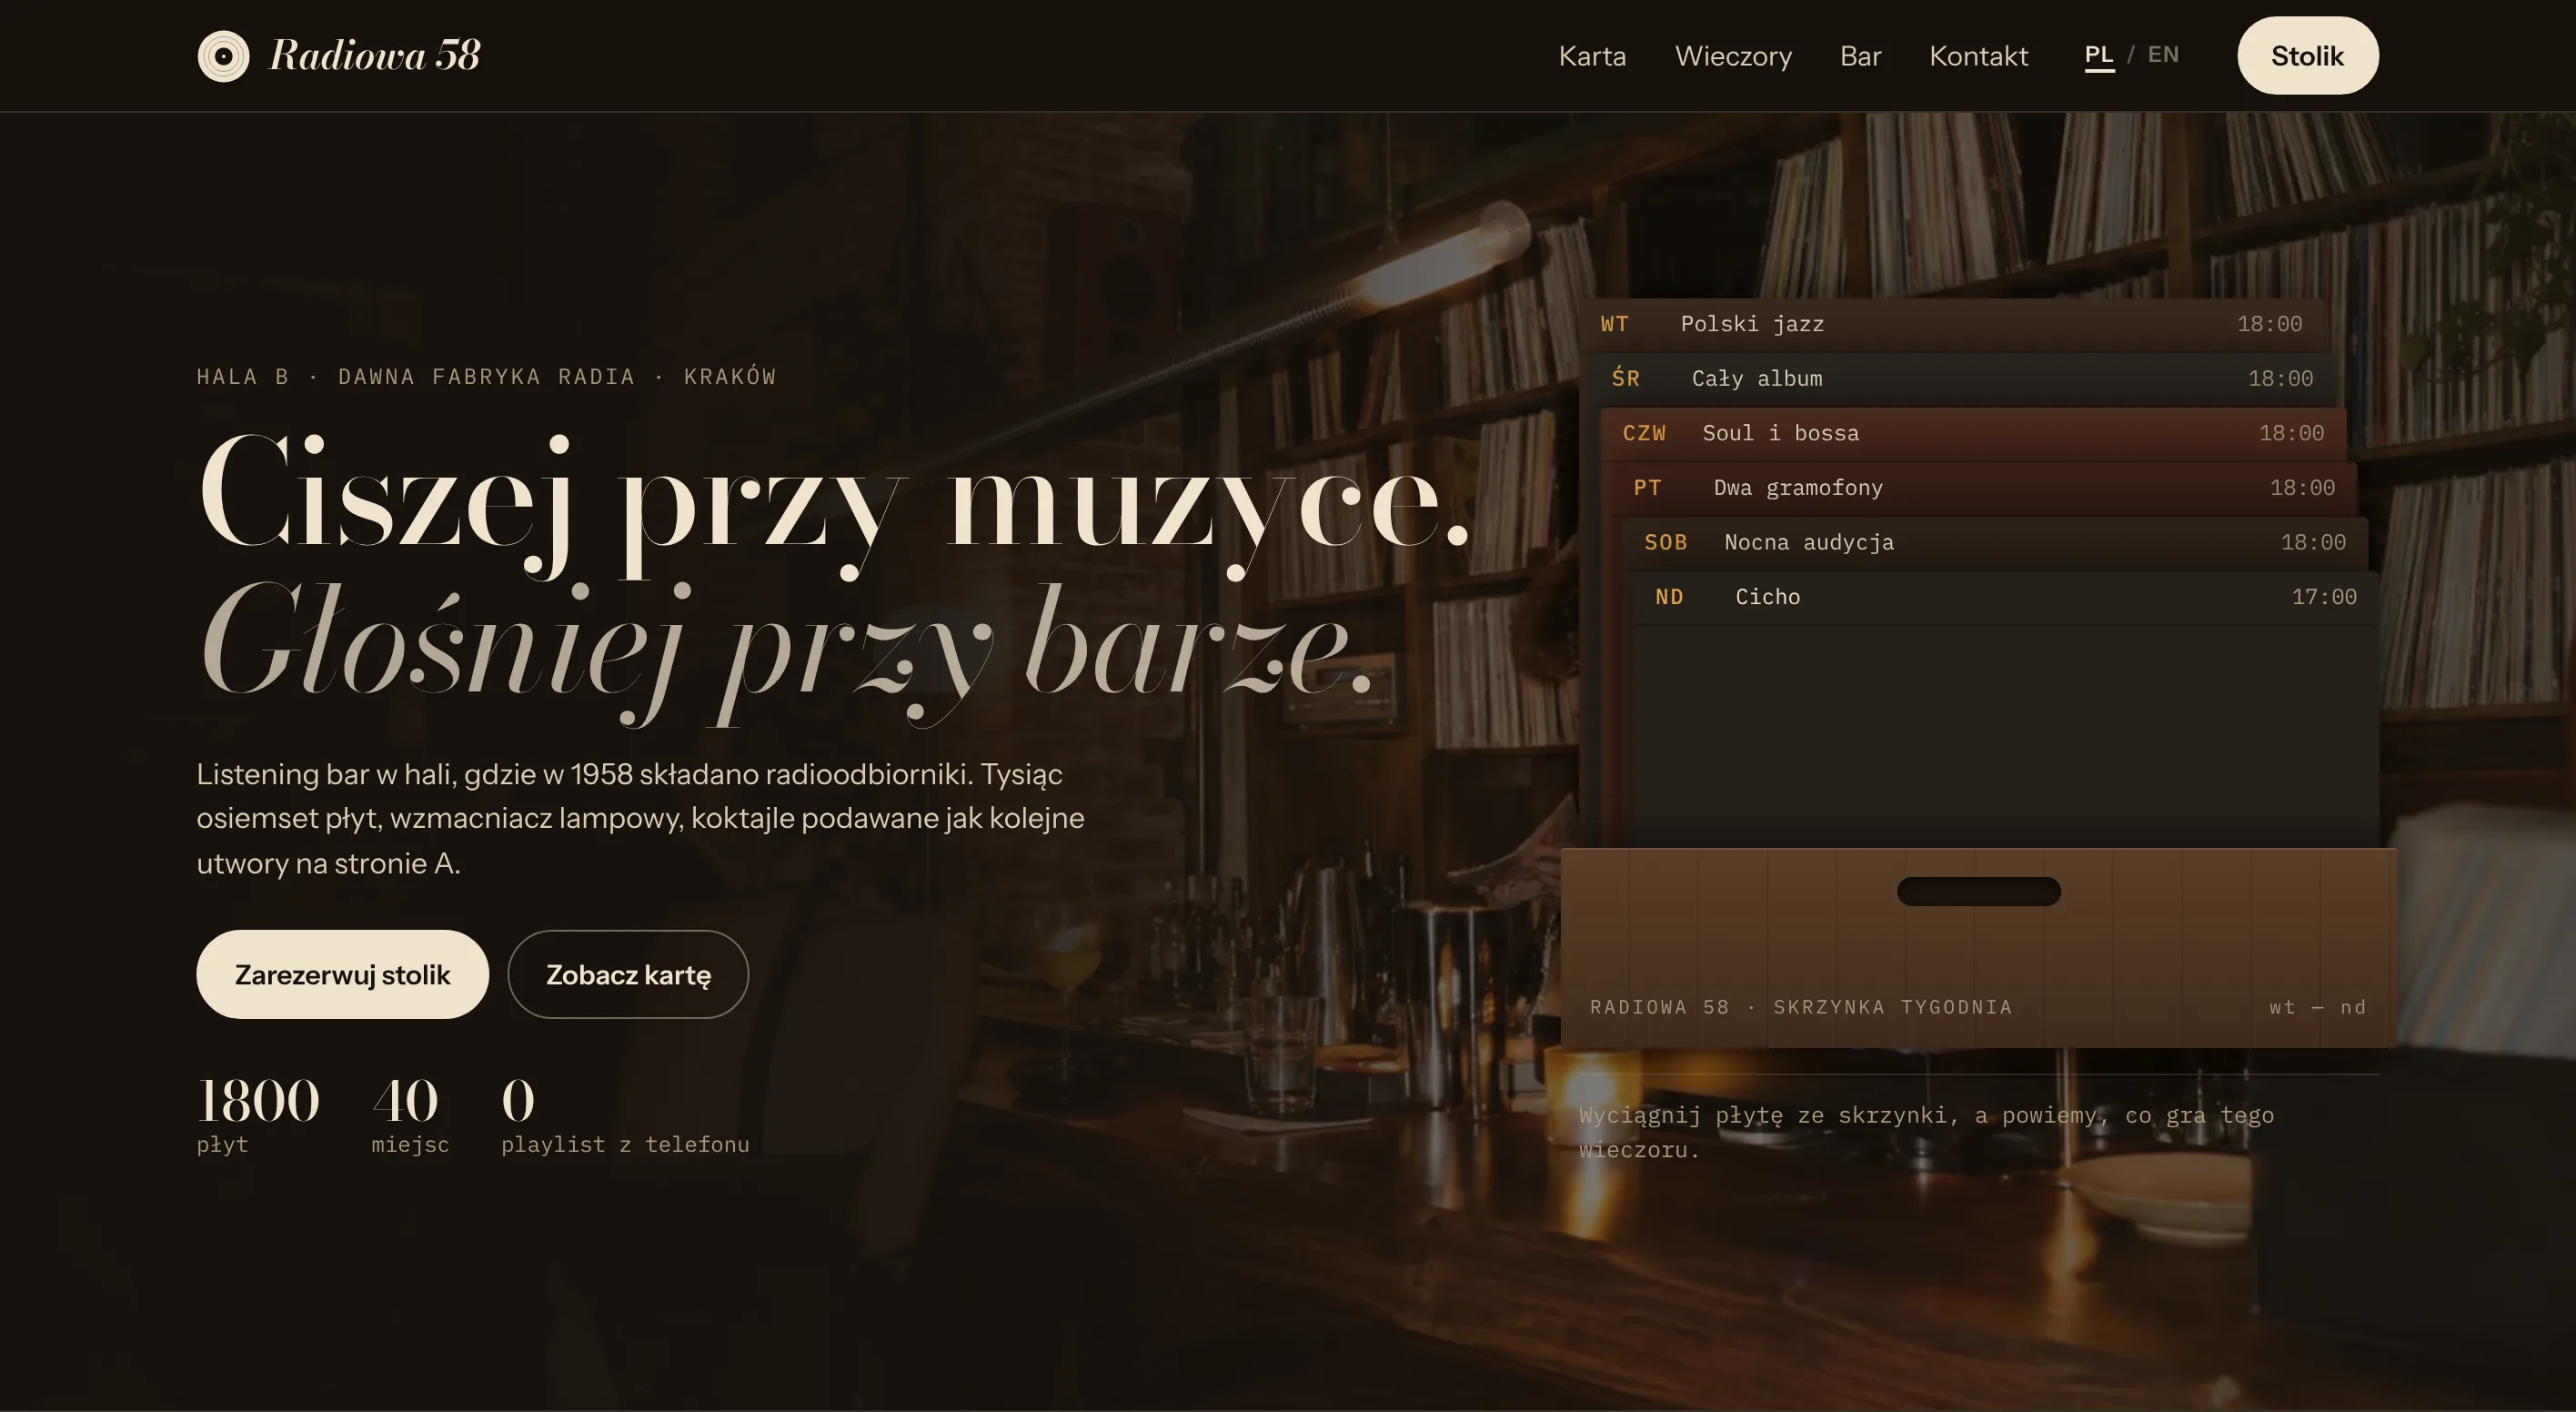 Radiowa 58
Karta
Wieczory
Bar
Kontakt
PL / EN
Stolik
HALA B · DAWNA FABRYKA RADIA · KRAKÓW
Ciszej przy muzyce.
Głośniej przy barze.
Listening bar w hali, gdzie w 1958 składano radioodbiorniki. Tysiąc
osiemset płyt, wzmacniacz lampowy, koktajle podawane jak kolejne
utwory na stronie A.
Zarezerwuj stolik
Zobacz kartę
1800 płyt
40 miejsc
0 playlist z telefonu
WT Polski jazz 18:00
ŚR Cały album 18:00
CZW Soul i bossa 18:00
PT Dwa gramofony 18:00
SOB Nocna audycja 18:00
ND Cicho 17:00
RADIOWA 58 · SKRZYNKA TYGODNIA wt — nd
Wyciągnij płytę ze skrzynki, a powiemy, co gra tego
wieczoru.